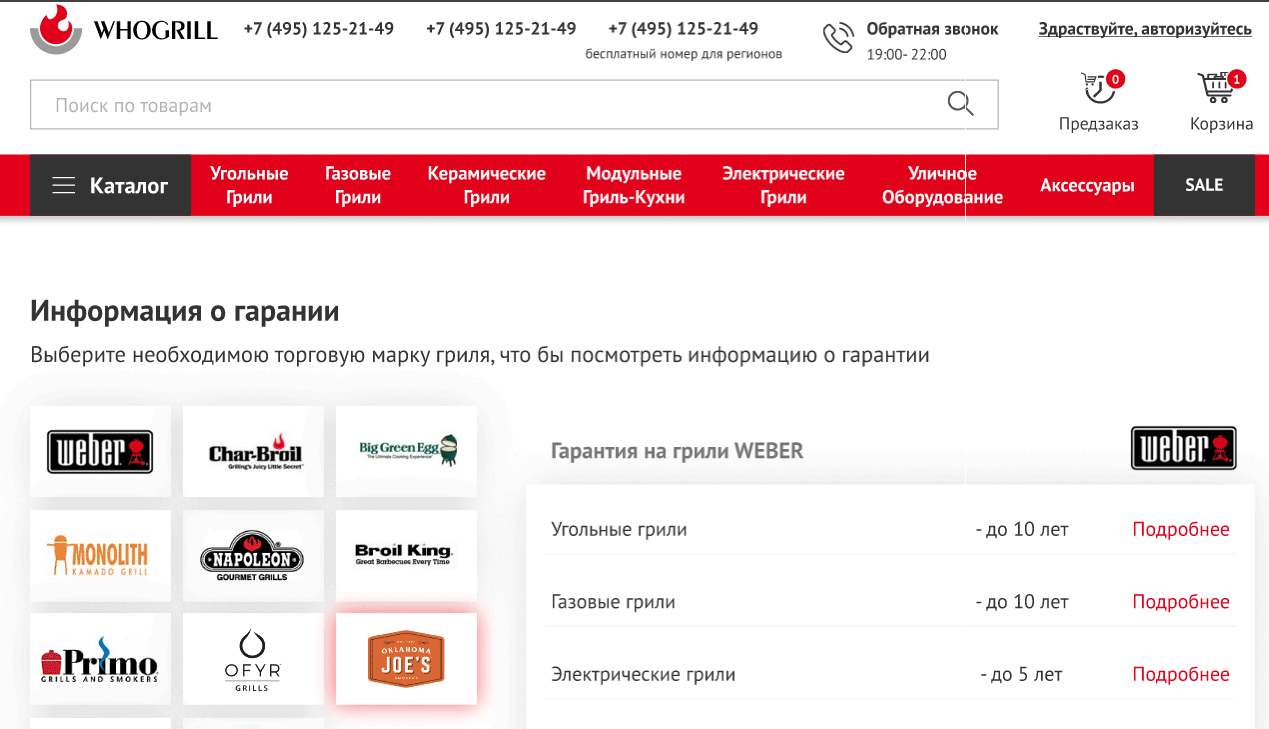 WHOGRILL
+7 (495) 125-21-49
+7 (495) 125-21-49
+7 (495) 125-21-49
бесплатный номер для регионов
Обратная звонок
19:00- 22:00
Здраствуйте, авторизуйтесь
Поиск по товарам
0
Предзаказ
1
Корзина
Каталог
Угольные
Грили
Газовые
Грили
Керамические
Грили
Модульные
Гриль-Кухни
Электрические
Грили
Уличное
Оборудование
Аксессуары
SALE
Информация о гарании
Выберите необходимою торговую марку гриля, что бы посмотреть информацию о гарантии
weber
Char-Broil
Grilling's Juicy Little Secret
Big Green Egg
The Ultimate Cooking Experience
MONOLITH
KAMADO GRILL
NAPOLEON
GOURMET GRILLS
Broil King
Great Barbecues Every Time
Primo
GRILLS AND SMOKERS
OFYR
GRILLS
OKLAHOMA
JOE'S
Гарантия на грили WEBER
weber
Угольные грили - до 10 лет Подробнее
Газовые грили - до 10 лет Подробнее
Электрические грили - до 5 лет Подробнее